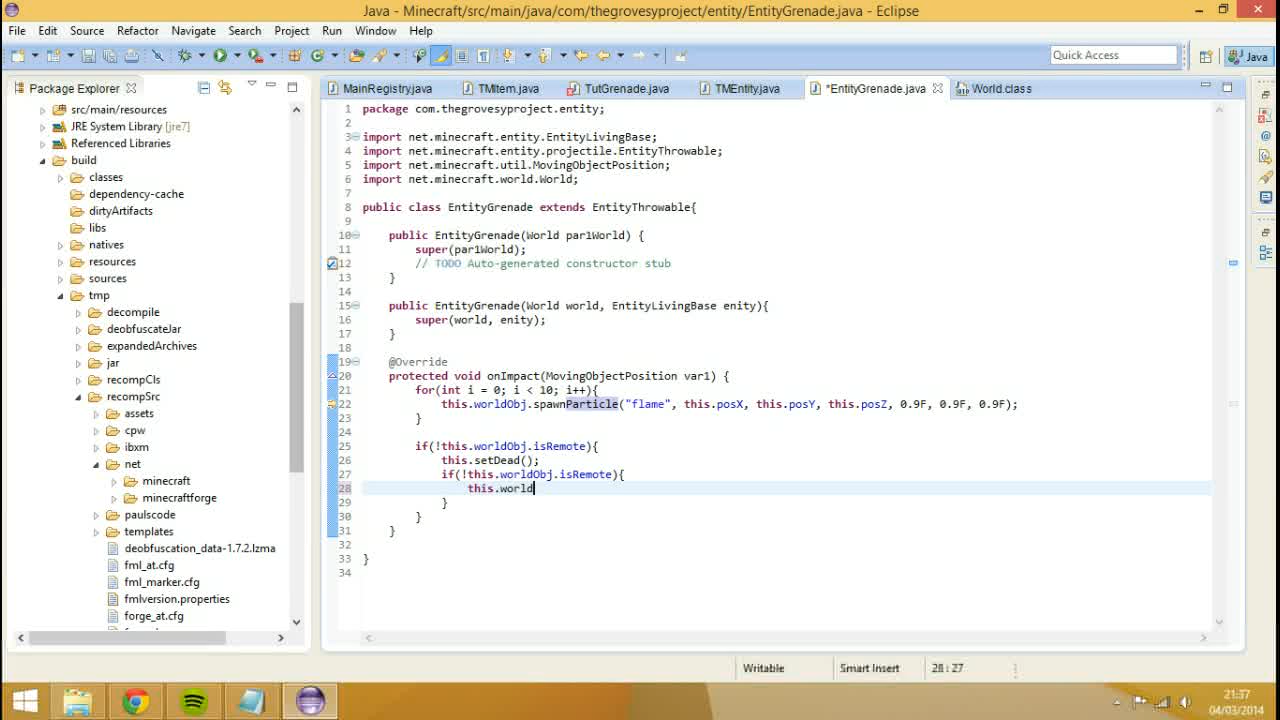 Java - Minecraft/src/main/java/com/thegrovesyproject/entity/EntityGrenade.java - Eclipse
File Edit Source Refactor Navigate Search Project Run Window Help
Quick Access
Java
Package Explorer
src/main/resources
JRE System Library [jre7]
Referenced Libraries
build
classes
dependency-cache
dirtyArtifacts
libs
natives
resources
sources
tmp
decompile
deobfuscateJar
expandedArchives
jar
recompCls
recompSrc
assets
cpw
ibxm
net
minecraft
minecraftforge
paulscode
templates
deobfuscation_data-1.7.2.lzma
fml_at.cfg
fml_marker.cfg
fmlversion.properties
forge_at.cfg
MainRegistry.java TMItem.java TutGrenade.java TMEntity.java *EntityGrenade.java World.class
1 package com.thegrovesyproject.entity;
2
3 import net.minecraft.entity.EntityLivingBase;
4 import net.minecraft.entity.projectile.EntityThrowable;
5 import net.minecraft.util.MovingObjectPosition;
6 import net.minecraft.world.World;
7
8 public class EntityGrenade extends EntityThrowable{
9
10 public EntityGrenade(World par1World) {
11 super(par1World);
12 // TODO Auto-generated constructor stub
13 }
14
15 public EntityGrenade(World world, EntityLivingBase enity){
16 super(world, enity);
17 }
18
19 @Override
20 protected void onImpact(MovingObjectPosition var1) {
21 for(int i = 0; i < 10; i++){
22 this.worldObj.spawnParticle("flame", this.posX, this.posY, this.posZ, 0.9F, 0.9F, 0.9F);
23 }
24
25 if(!this.worldObj.isRemote){
26 this.setDead();
27 if(!this.worldObj.isRemote){
28 this.world
29 }
30 }
31 }
32
33 }
34
Writable Smart Insert 28 : 27
21:37
04/03/2014